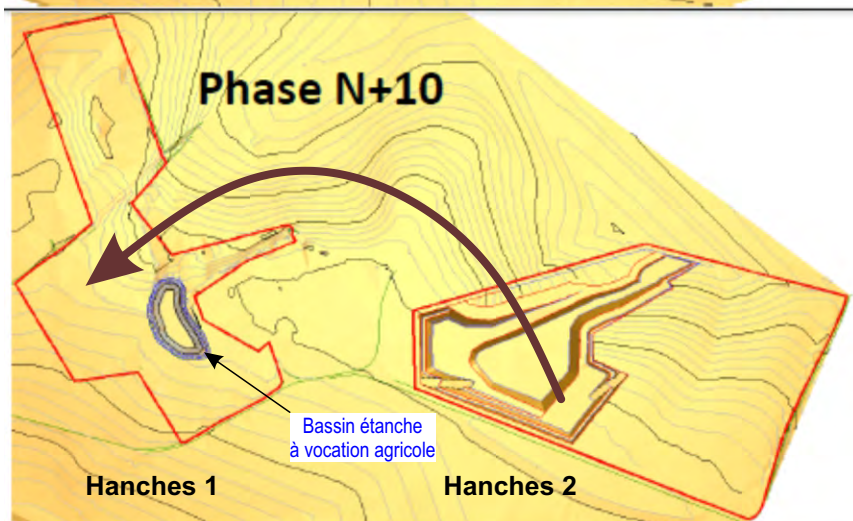 Phase N+10
Bassin étanche
à vocation agricole
Hanches 1
Hanches 2